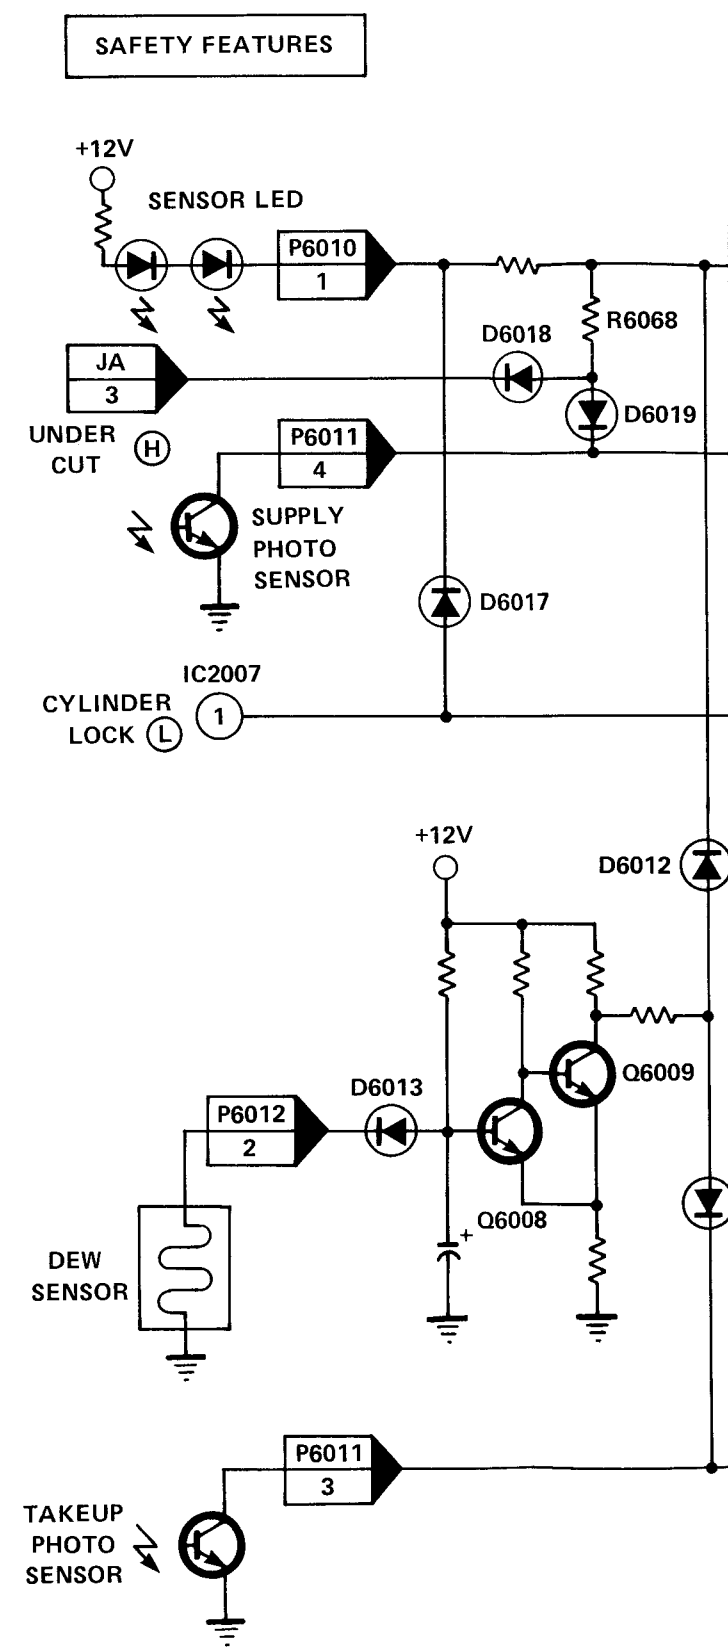 SAFETY FEATURES
+12V
SENSOR LED
P6010
1
D6018
R6068
JA
3
D6019
UNDER
CUT
H
P6011
4
SUPPLY
PHOTO
SENSOR
D6017
IC2007
CYLINDER
LOCK L
1
+12V
D6012
D6013
Q6009
P6012
2
Q6008
+
DEW
SENSOR
P6011
3
TAKEUP
PHOTO
SENSOR